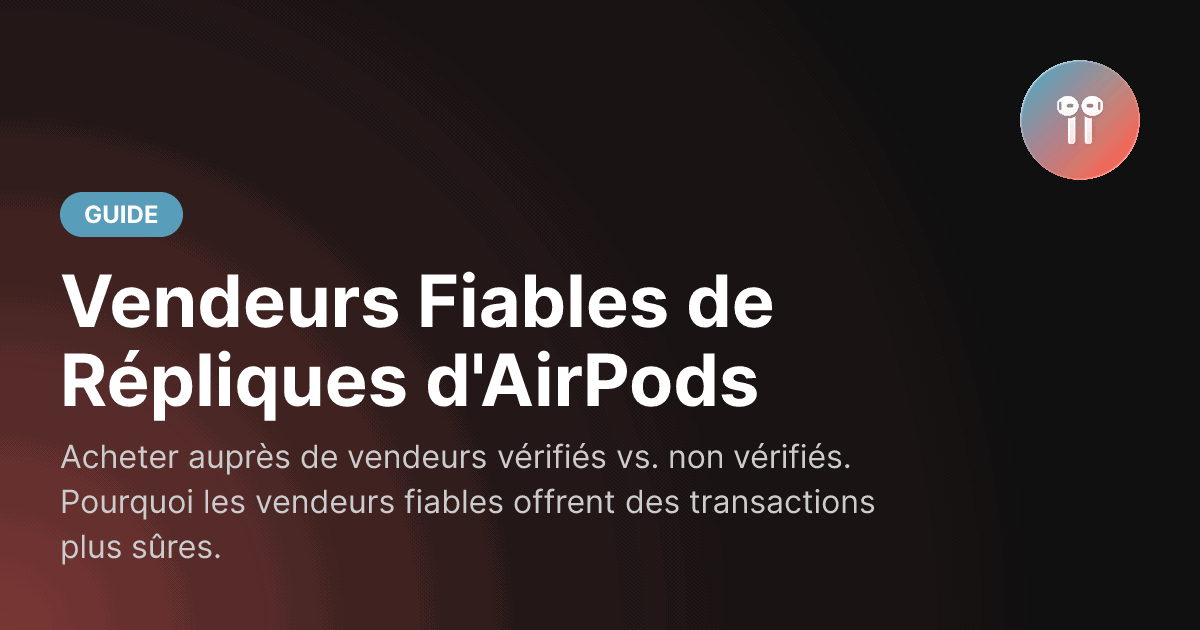 GUIDE
Vendeurs Fiables de
Répliques d'AirPods
Acheter auprès de vendeurs vérifiés vs. non vérifiés.
Pourquoi les vendeurs fiables offrent des transactions
plus sûres.